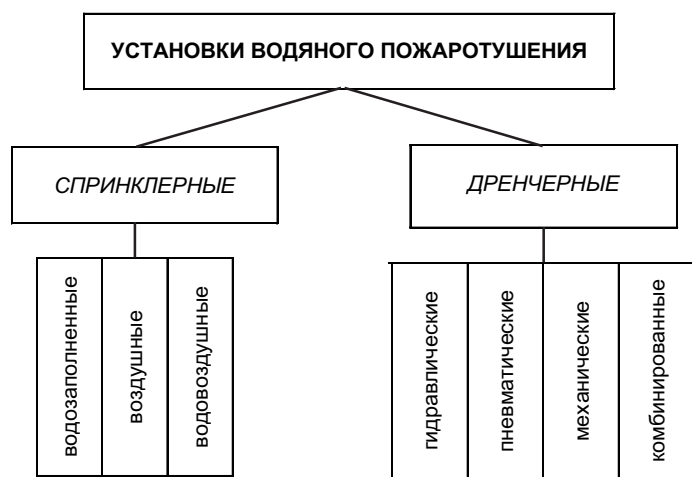 УСТАНОВКИ ВОДЯНОГО ПОЖАРОТУШЕНИЯ
СПРИНКЛЕРНЫЕ
ДРЕНЧЕРНЫЕ
водозаполненные
воздушные
водовоздушные
гидравлические
пневматические
механические
комбинированные